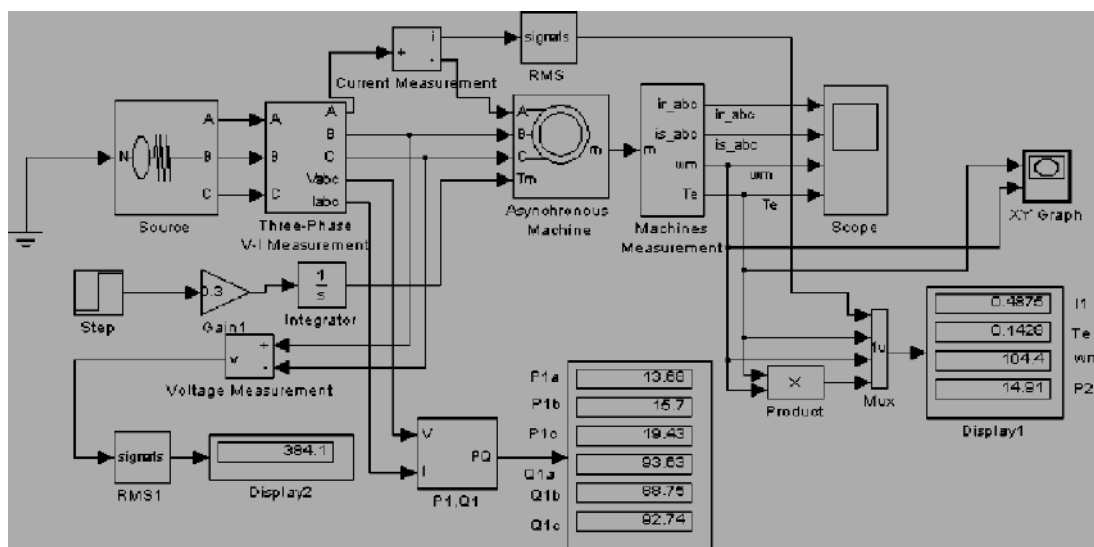 i
+
-
Current Measurement
signals
RMS
N
A
B
C
Source
A
B
C
A
B
C
Vabc
Iabc
Three-Phase
V-I Measurement
A
B
C
Tm
m
Asynchronous
Machine
m
ir_abc
is_abc
wm
Te
Machines
Measurement
ir_abc
is_abc
wm
Te
Scope
XY Graph
Step
0.3
Gain1
1
s
Integrator
+
-
v
Voltage Measurement
signals
RMS1
384.1
Display2
V
I
PQ
P1,Q1
P1a
13.68
P1b
15.7
P1c
19.43
Q1a
93.63
Q1b
88.75
Q1c
92.74
×
Product
Mux
0.4875
I1
0.1428
Te
104.4
wm
14.91
P2
Display1